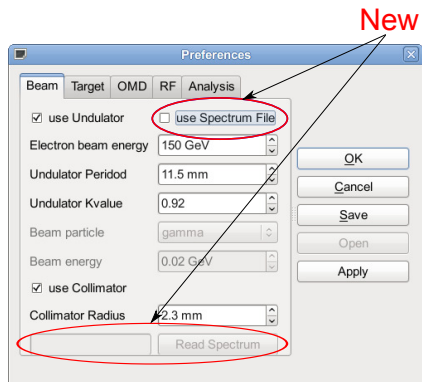 New
Preferences
Beam Target OMD RF Analysis
use Undulator use Spectrum File
Electron beam energy 150 GeV
Undulator Peridod 11.5 mm
Undulator Kvalue 0.92
Beam particle gamma
Beam energy 0.02 GeV
use Collimator
Collimator Radius 2.3 mm
Read Spectrum
OK
Cancel
Save
Open
Apply